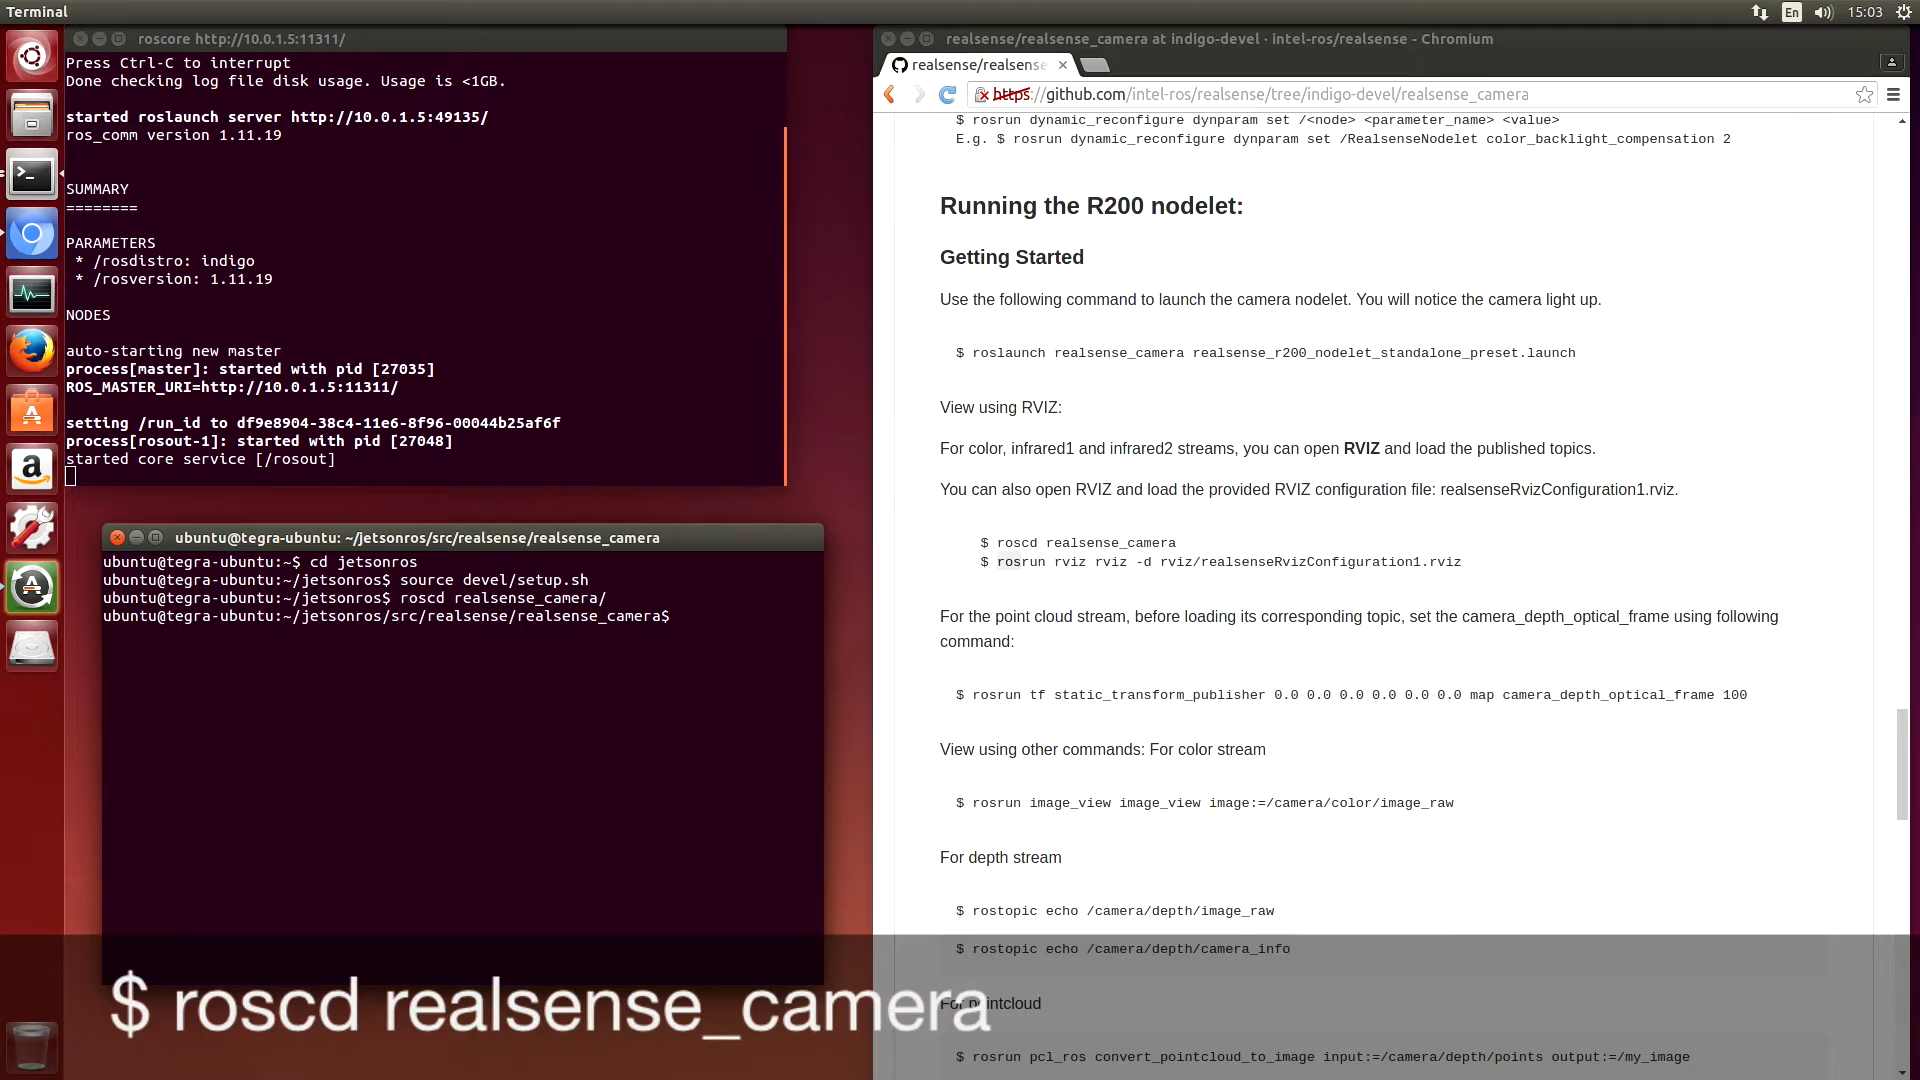 Terminal
En
15:03
roscore http://10.0.1.5:11311/
Press Ctrl-C to interrupt
Done checking log file disk usage. Usage is <1GB.
started roslaunch server http://10.0.1.5:49135/
ros_comm version 1.11.19
SUMMARY
========
PARAMETERS
* /rosdistro: indigo
* /rosversion: 1.11.19
NODES
auto-starting new master
process[master]: started with pid [27035]
ROS_MASTER_URI=http://10.0.1.5:11311/
setting /run_id to df9e8904-38c4-11e6-8f96-00044b25af6f
process[rosout-1]: started with pid [27048]
started core service [/rosout]
ubuntu@tegra-ubuntu: ~/jetsonros/src/realsense/realsense_camera
ubuntu@tegra-ubuntu:~$ cd jetsonros
ubuntu@tegra-ubuntu:~/jetsonros$ source devel/setup.sh
ubuntu@tegra-ubuntu:~/jetsonros$ roscd realsense_camera/
ubuntu@tegra-ubuntu:~/jetsonros/src/realsense/realsense_camera$
realsense/realsense_camera at indigo-devel · intel-ros/realsense - Chromium
realsense/realsense
https://github.com/intel-ros/realsense/tree/indigo-devel/realsense_camera
$ rosrun dynamic_reconfigure dynparam set /<node> <parameter_name> <value>
E.g. $ rosrun dynamic_reconfigure dynparam set /RealsenseNodelet color_backlight_compensation 2
Running the R200 nodelet:
Getting Started
Use the following command to launch the camera nodelet. You will notice the camera light up.
$ roslaunch realsense_camera realsense_r200_nodelet_standalone_preset.launch
View using RVIZ:
For color, infrared1 and infrared2 streams, you can open RVIZ and load the published topics.
You can also open RVIZ and load the provided RVIZ configuration file: realsenseRvizConfiguration1.rviz.
$ roscd realsense_camera
$ rosrun rviz rviz -d rviz/realsenseRvizConfiguration1.rviz
For the point cloud stream, before loading its corresponding topic, set the camera_depth_optical_frame using following
command:
$ rosrun tf static_transform_publisher 0.0 0.0 0.0 0.0 0.0 0.0 map camera_depth_optical_frame 100
View using other commands: For color stream
$ rosrun image_view image_view image:=/camera/color/image_raw
For depth stream
$ rostopic echo /camera/depth/image_raw
$ rostopic echo /camera/depth/camera_info
For pointcloud
$ rosrun pcl_ros convert_pointcloud_to_image input:=/camera/depth/points output:=/my_image
$ roscd realsense_camera